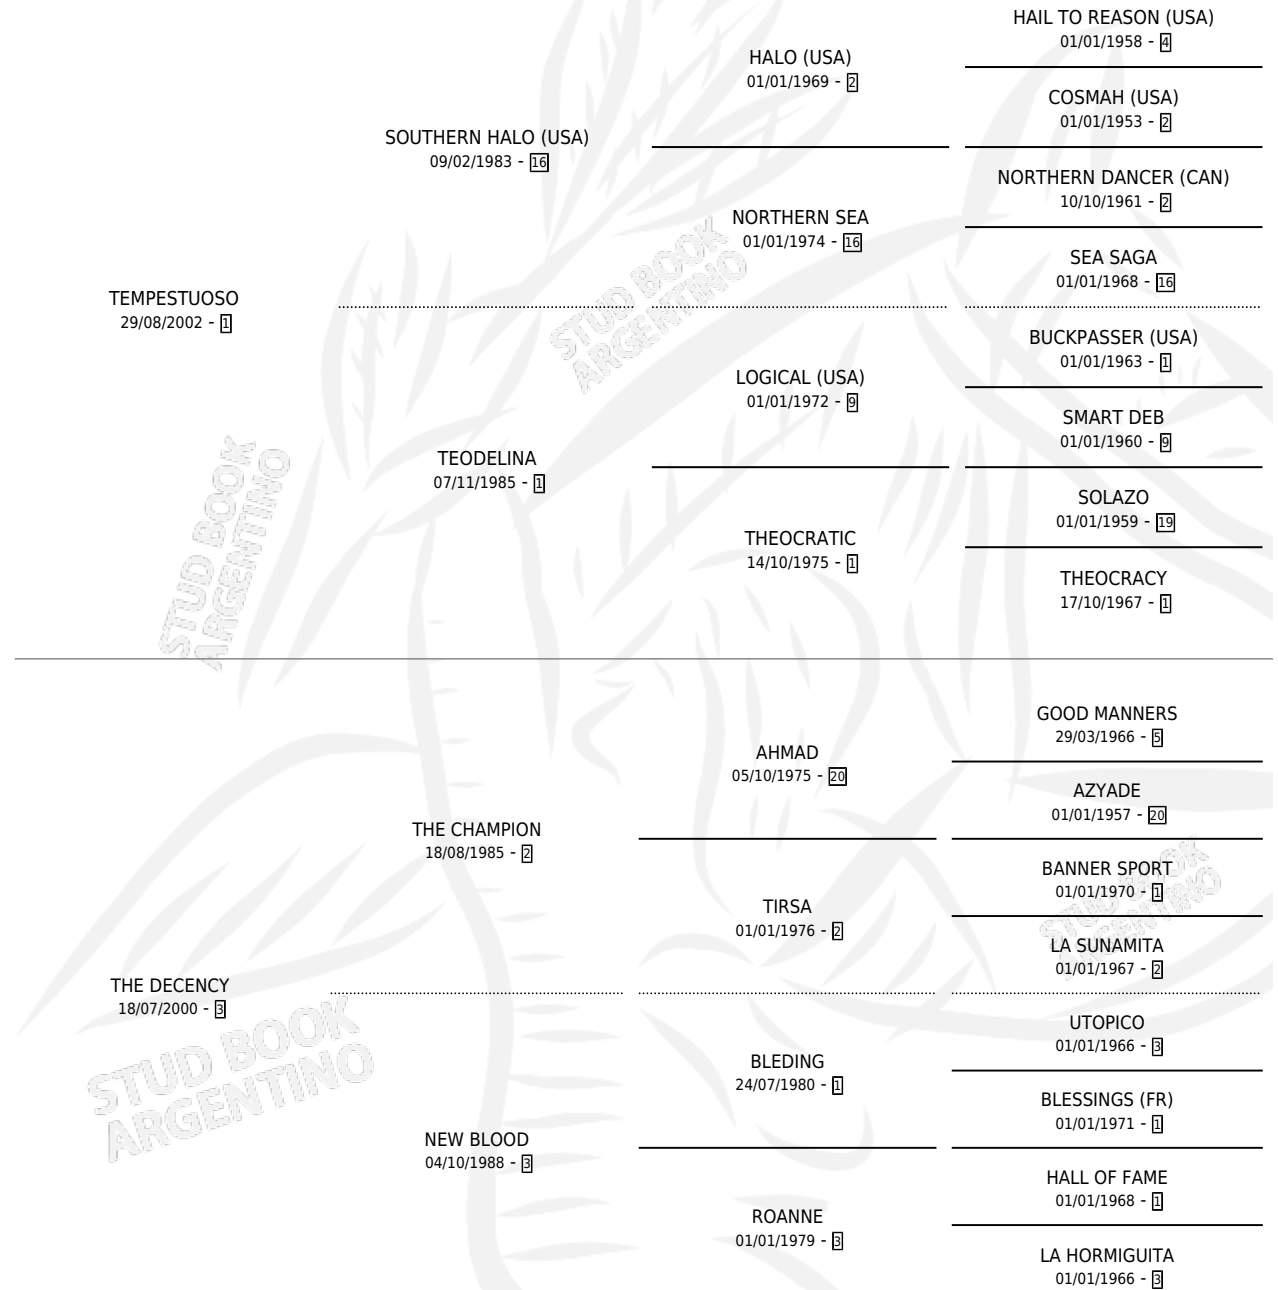 HAIL TO REASON (USA)
01/01/1958 - 4
HALO (USA)
01/01/1969 - 2
COSMAH (USA)
01/01/1953 - 2
SOUTHERN HALO (USA)
09/02/1983 - 16
NORTHERN DANCER (CAN)
10/10/1961 - 2
NORTHERN SEA
01/01/1974 - 16
SEA SAGA
01/01/1968 - 16
TEMPESTUOSO
29/08/2002 - 1
BUCKPASSER (USA)
01/01/1963 - 1
LOGICAL (USA)
01/01/1972 - 9
SMART DEB
01/01/1960 - 9
TEODELINA
07/11/1985 - 1
SOLAZO
01/01/1959 - 19
THEOCRATIC
14/10/1975 - 1
THEOCRACY
17/10/1967 - 1
GOOD MANNERS
29/03/1966 - 5
AHMAD
05/10/1975 - 20
AZYADE
01/01/1957 - 20
THE CHAMPION
18/08/1985 - 2
BANNER SPORT
01/01/1970 - 1
TIRSA
01/01/1976 - 2
LA SUNAMITA
01/01/1967 - 2
THE DECENCY
18/07/2000 - 3
UTOPICO
01/01/1966 - 3
BLEDING
24/07/1980 - 1
BLESSINGS (FR)
01/01/1971 - 1
NEW BLOOD
04/10/1988 - 3
HALL OF FAME
01/01/1968 - 1
ROANNE
01/01/1979 - 3
LA HORMIGUITA
01/01/1966 - 3
STUD BOOK
ARGENTINO
STUD BOOK
ARGENTINO
STUD BOOK
ARGENTINO
STUD BOOK
ARGENTINO